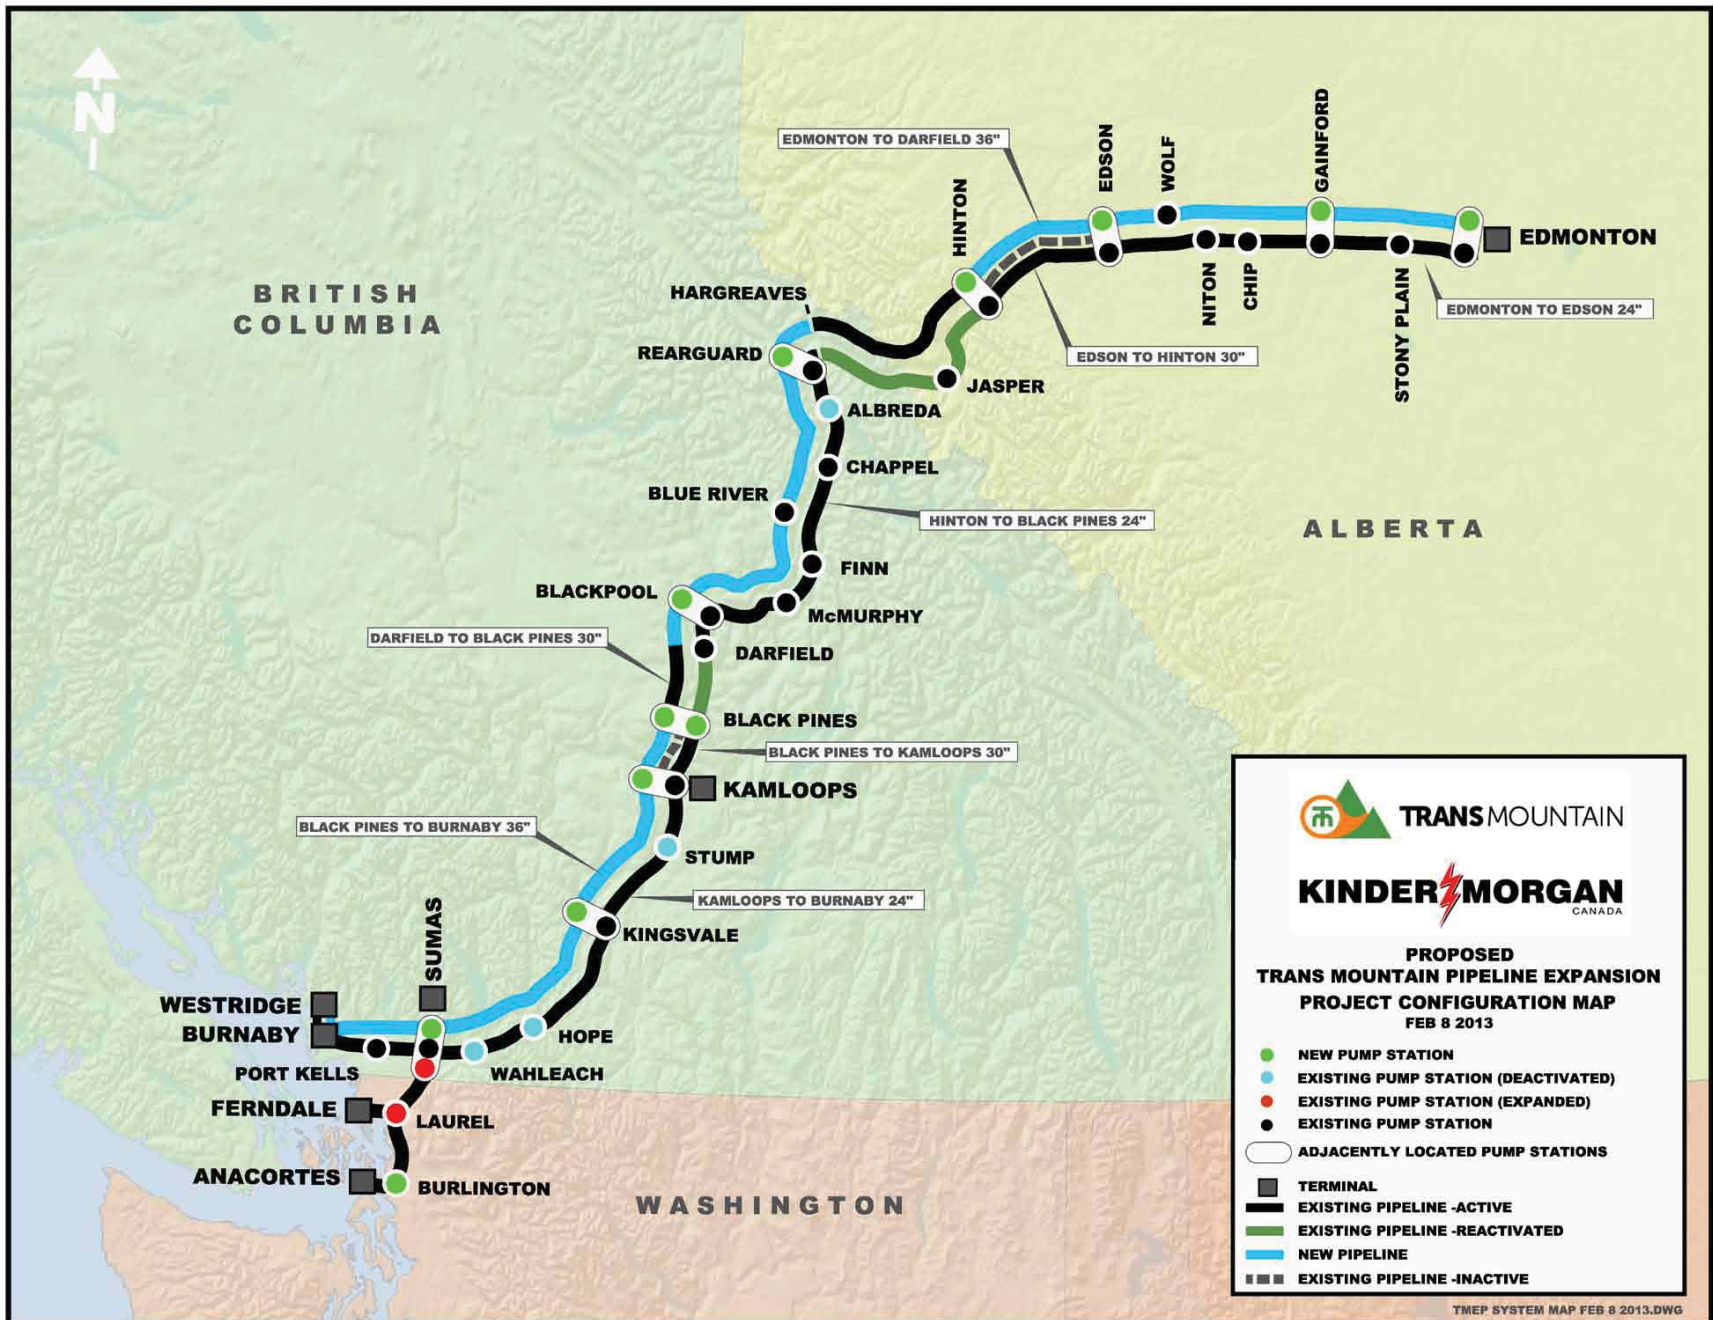 N
BRITISH
COLUMBIA
ALBERTA
WASHINGTON
EDMONTON TO DARFIELD 36"
EDSON
WOLF
GAINFORD
HINTON
EDMONTON
NITON
CHIP
STONY PLAIN
EDMONTON TO EDSON 24"
EDSON TO HINTON 30"
HARGREAVES
REARGUARD
JASPER
ALBREDA
CHAPPEL
BLUE RIVER
HINTON TO BLACK PINES 24"
FINN
BLACKPOOL
McMURPHY
DARFIELD TO BLACK PINES 30"
DARFIELD
BLACK PINES
BLACK PINES TO KAMLOOPS 30"
KAMLOOPS
BLACK PINES TO BURNABY 36"
STUMP
KAMLOOPS TO BURNABY 24"
KINGSVALE
SUMAS
WESTRIDGE
BURNABY
HOPE
PORT KELLS
WAHLEACH
FERNDALE
LAUREL
ANACORTES
BURLINGTON
TRANSMOUNTAIN
KINDER MORGAN
CANADA
PROPOSED
TRANS MOUNTAIN PIPELINE EXPANSION
PROJECT CONFIGURATION MAP
FEB 8 2013
NEW PUMP STATION
EXISTING PUMP STATION (DEACTIVATED)
EXISTING PUMP STATION (EXPANDED)
EXISTING PUMP STATION
ADJACENTLY LOCATED PUMP STATIONS
TERMINAL
EXISTING PIPELINE -ACTIVE
EXISTING PIPELINE -REACTIVATED
NEW PIPELINE
EXISTING PIPELINE -INACTIVE
TMEP SYSTEM MAP FEB 8 2013.DWG